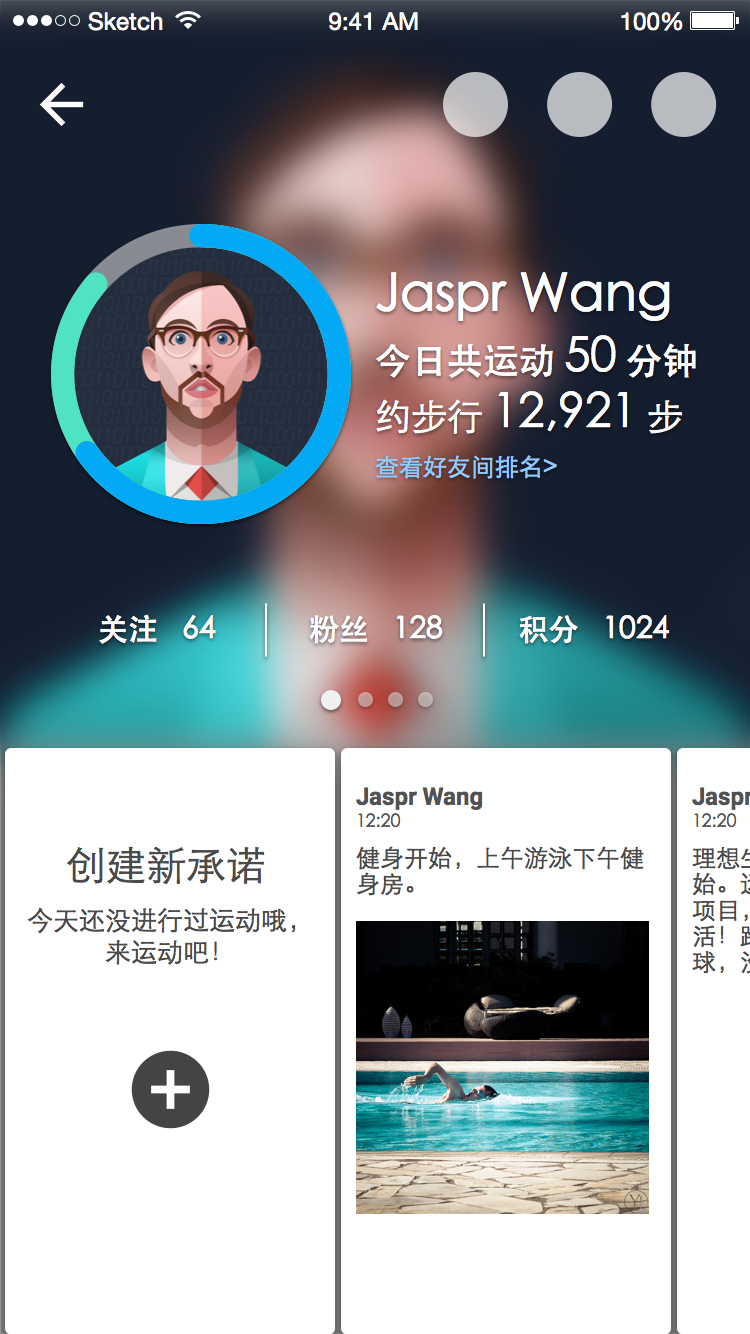 Sketch 9:41 AM 100%
Jaspr Wang
今日共运动 50 分钟
约步行 12,921 步
查看好友间排名>
关注 64 粉丝 128 积分 1024
创建新承诺
今天还没进行过运动哦，
来运动吧！
Jaspr Wang
12:20
健身开始，上午游泳下午健
身房。
Jaspr
12:20
理想生
始。
项目，
活！
球，